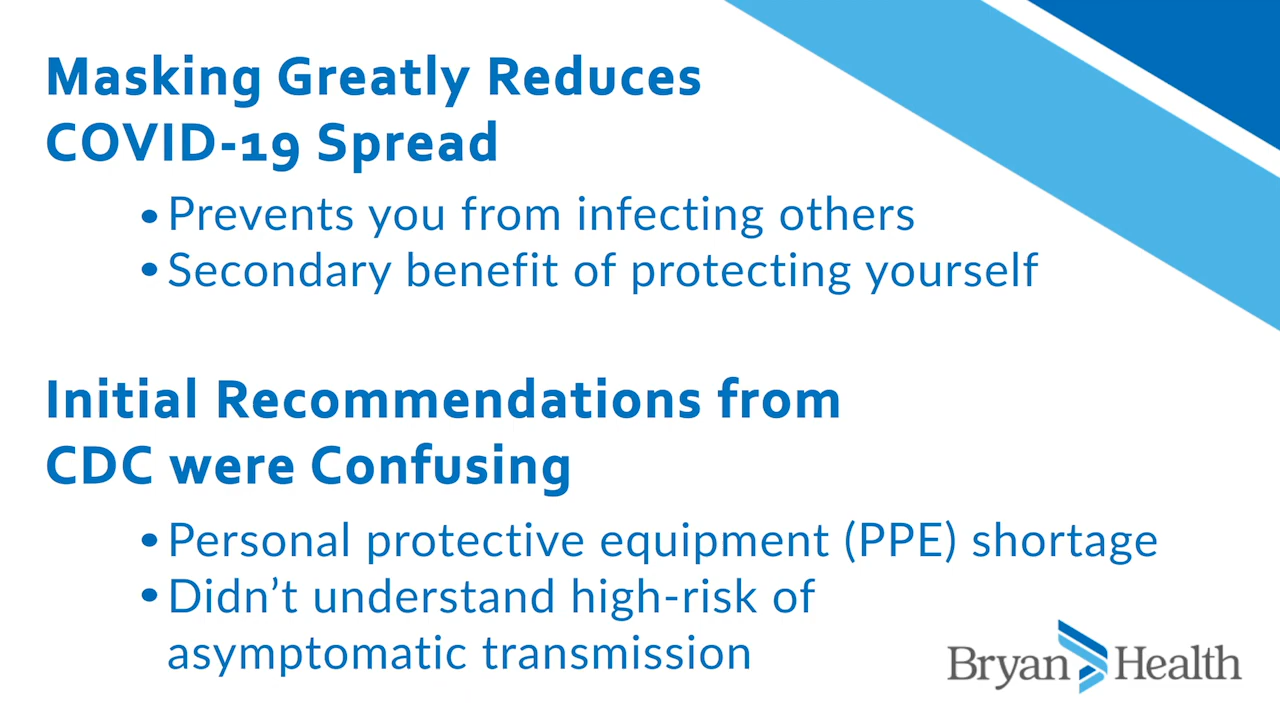 Masking Greatly Reduces
COVID-19 Spread
• Prevents you from infecting others
• Secondary benefit of protecting yourself
Initial Recommendations from
CDC were Confusing
• Personal protective equipment (PPE) shortage
• Didn’t understand high-risk of
asymptomatic transmission
Bryan Health